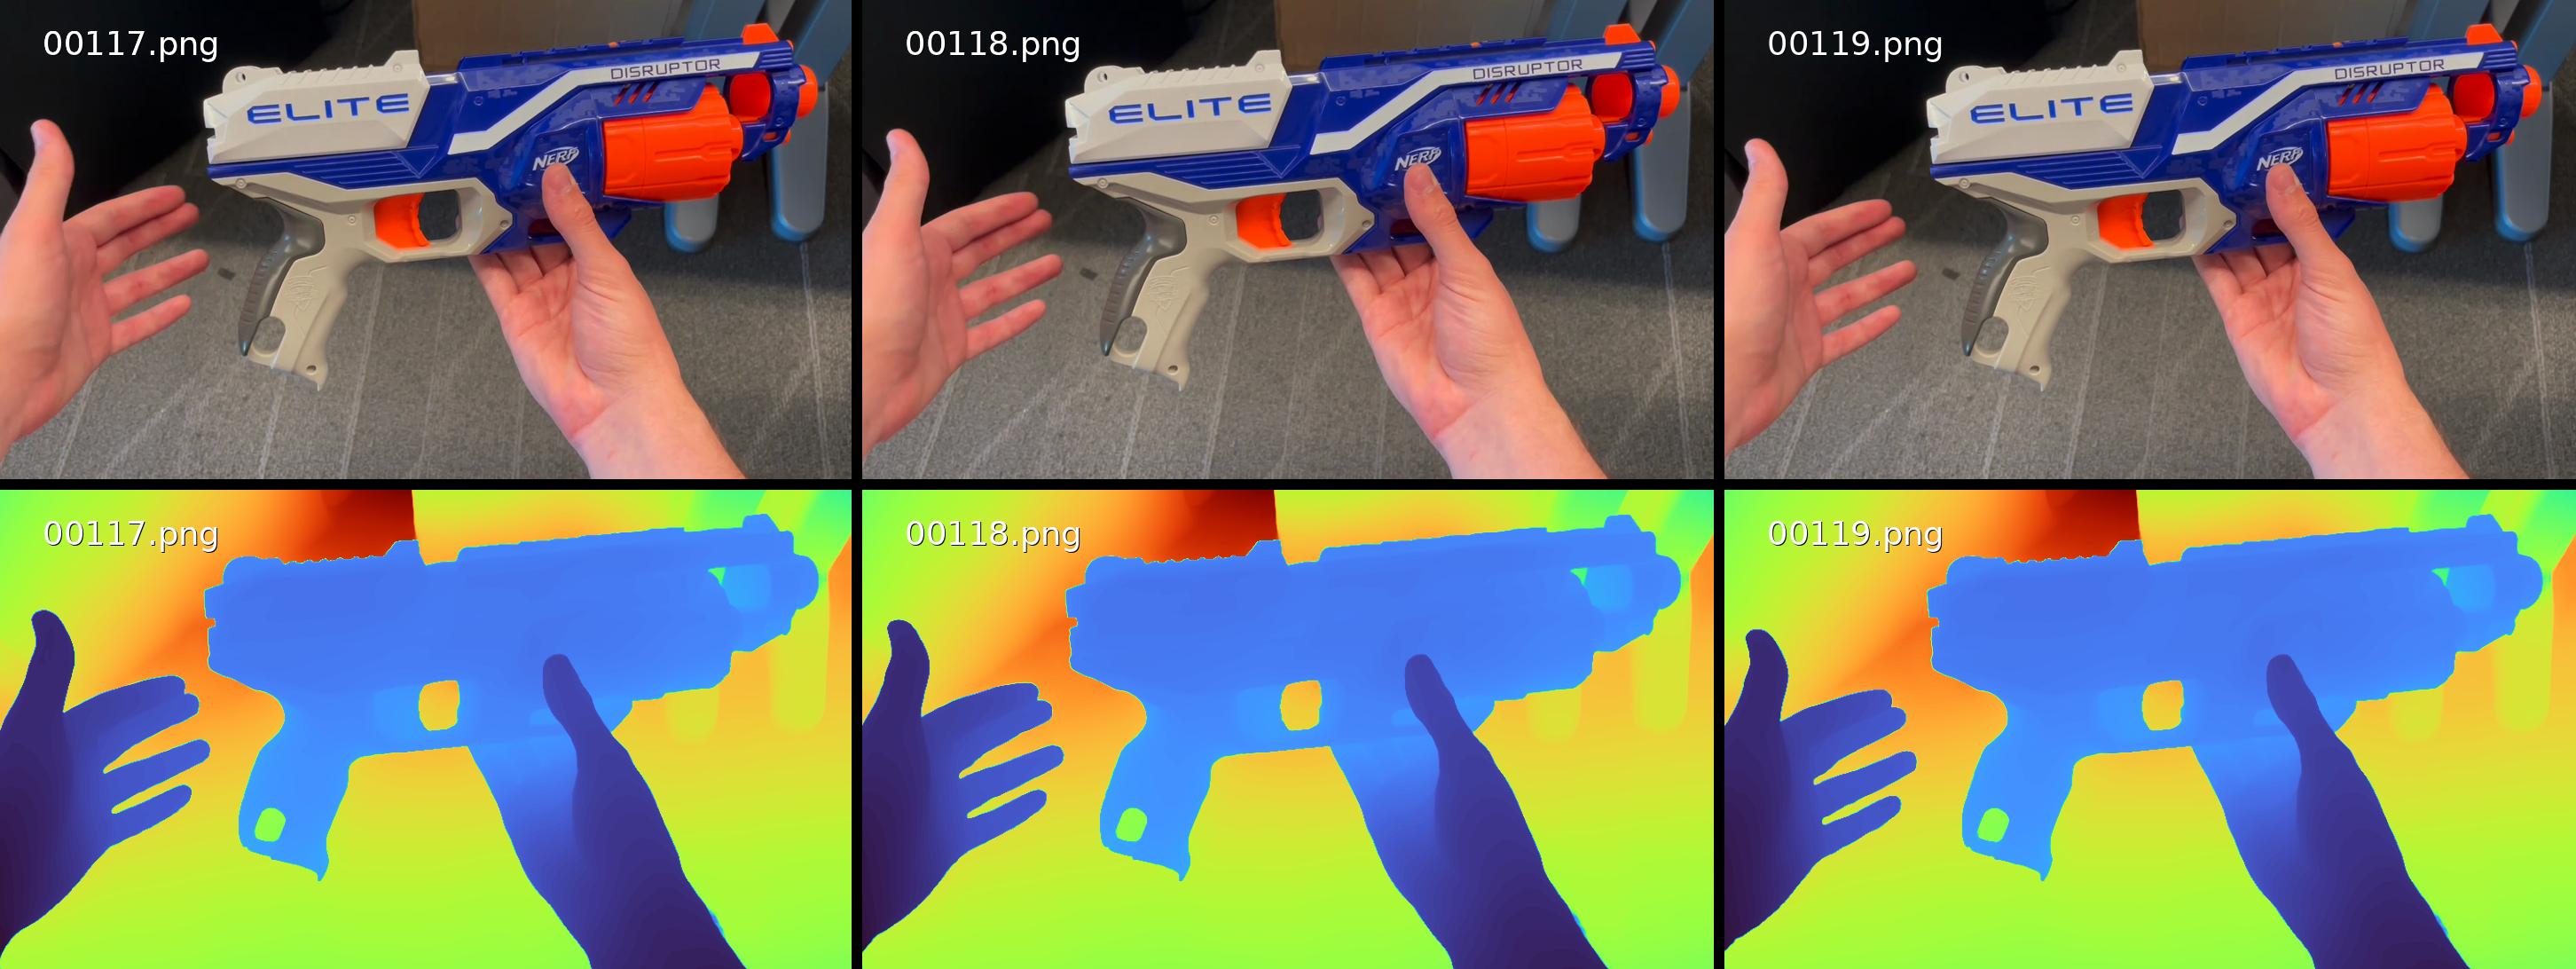 00117.png
DISRUPTOR
ELITE
NERF
00118.png
DISRUPTOR
ELITE
NERF
00119.png
DISRUPTOR
ELITE
NERF
00117.png
00118.png
00119.png